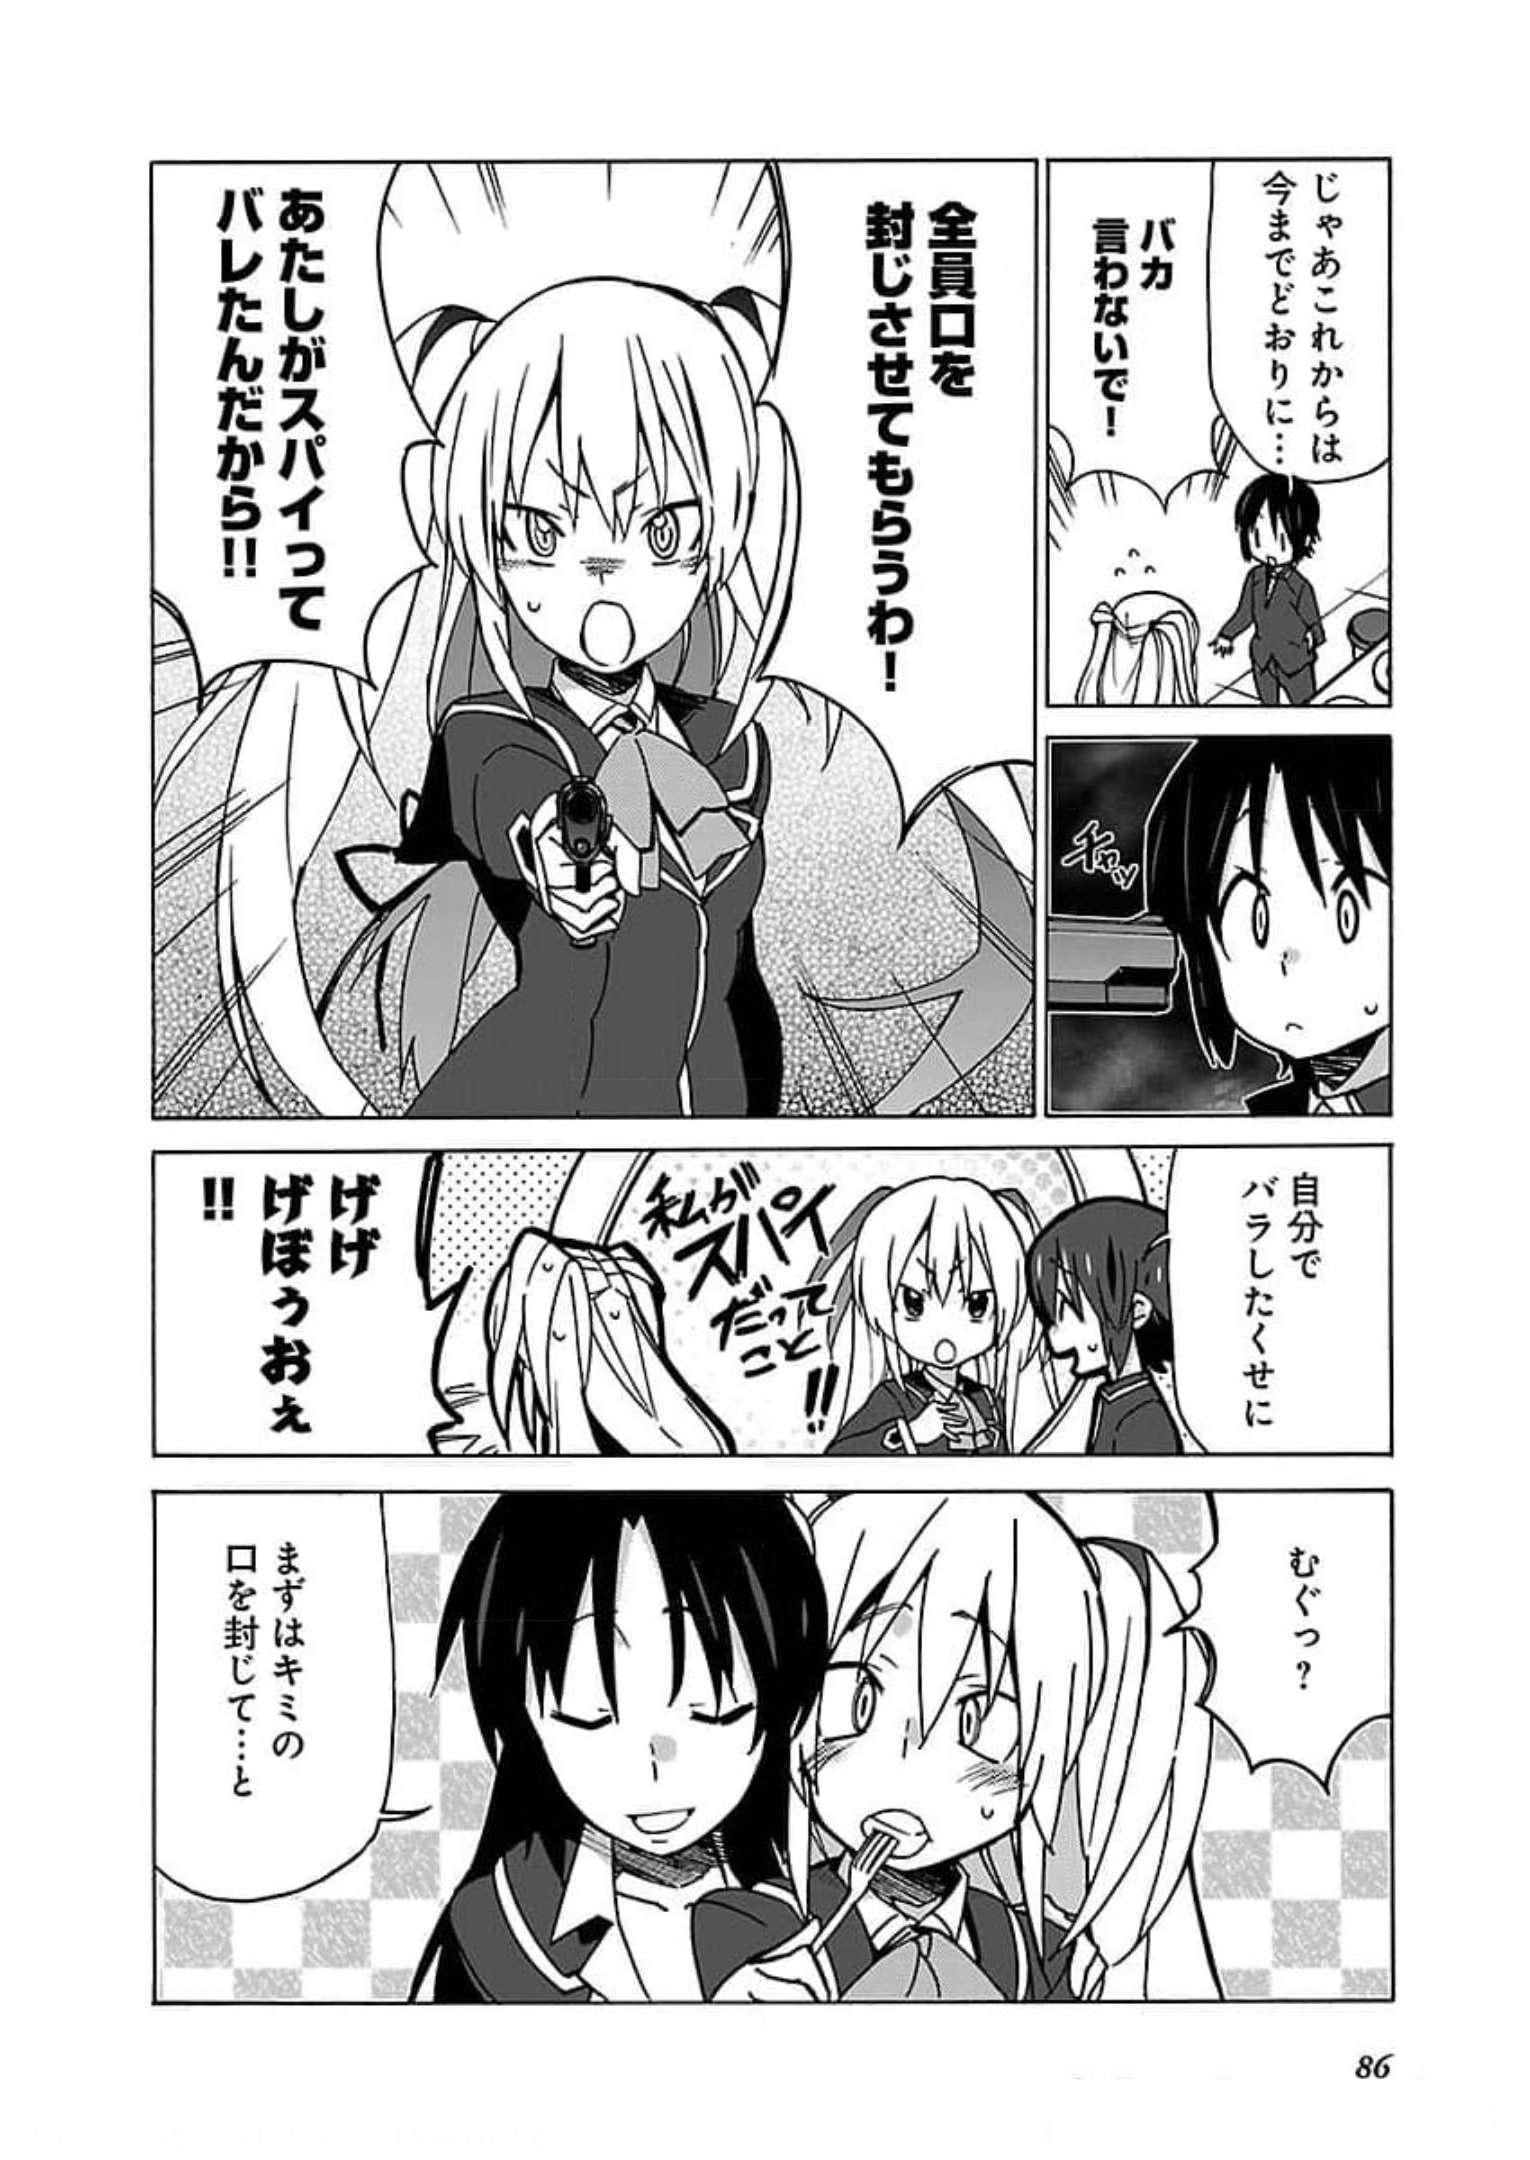 じゃあこれからは
今までどおりに…
バカ
言わないで!
チャッ
全員口を
封じさせてもらうわ!
あたしがスパイって
バレたんだから!!
自分で
バラしたくせに
私が
スパイ
だって
こと!!
げげ
げぼぅおぇ
!!
むぐっ?
まずはキミの
口を封じて…と
86